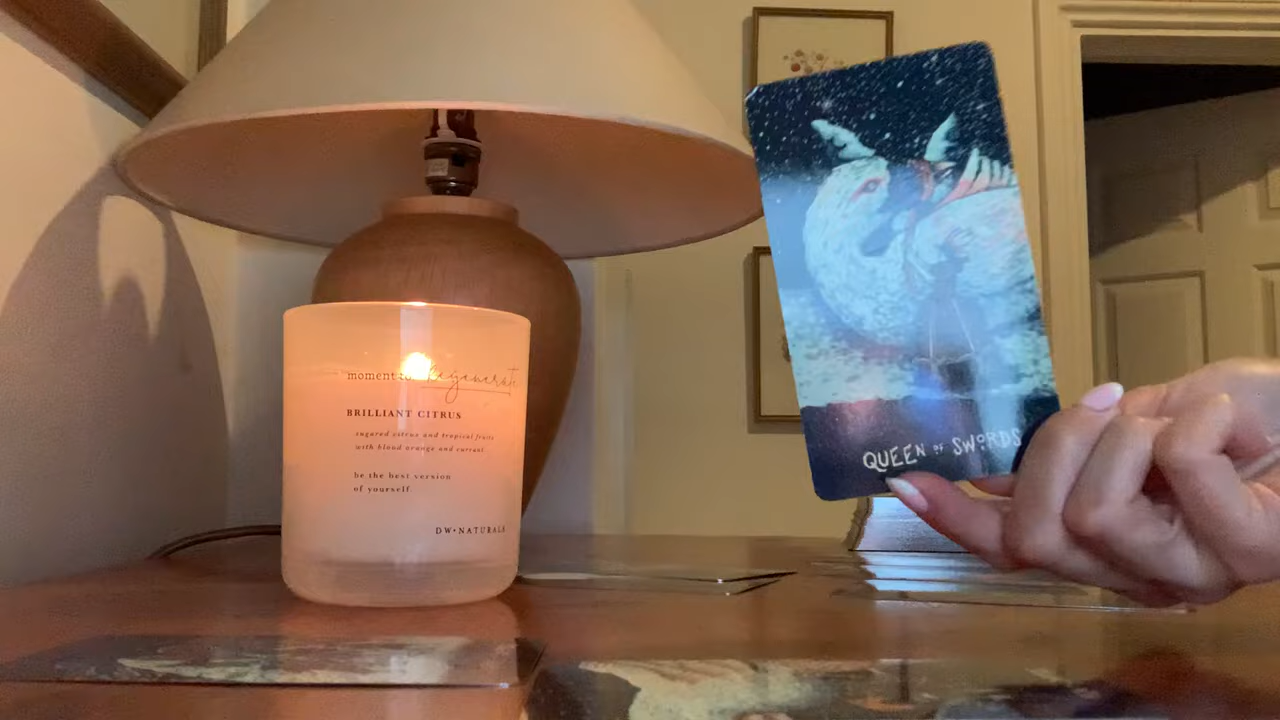 moment to Regenerate
BRILLIANT CITRUS
sugared citrus and tropical fruits
with blood orange and currant
be the best version
of yourself.
DW•NATURALS
QUEEN OF SWORDS